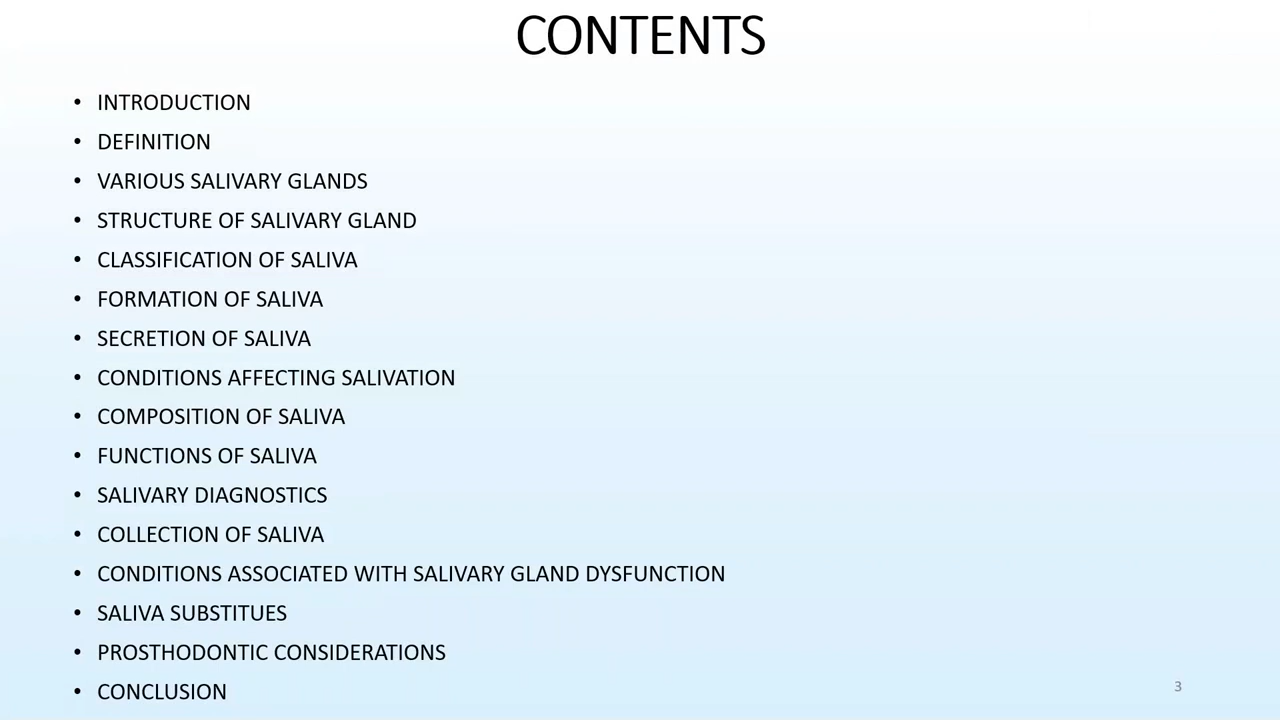 CONTENTS
• INTRODUCTION
• DEFINITION
• VARIOUS SALIVARY GLANDS
• STRUCTURE OF SALIVARY GLAND
• CLASSIFICATION OF SALIVA
• FORMATION OF SALIVA
• SECRETION OF SALIVA
• CONDITIONS AFFECTING SALIVATION
• COMPOSITION OF SALIVA
• FUNCTIONS OF SALIVA
• SALIVARY DIAGNOSTICS
• COLLECTION OF SALIVA
• CONDITIONS ASSOCIATED WITH SALIVARY GLAND DYSFUNCTION
• SALIVA SUBSTITUES
• PROSTHODONTIC CONSIDERATIONS
• CONCLUSION
3